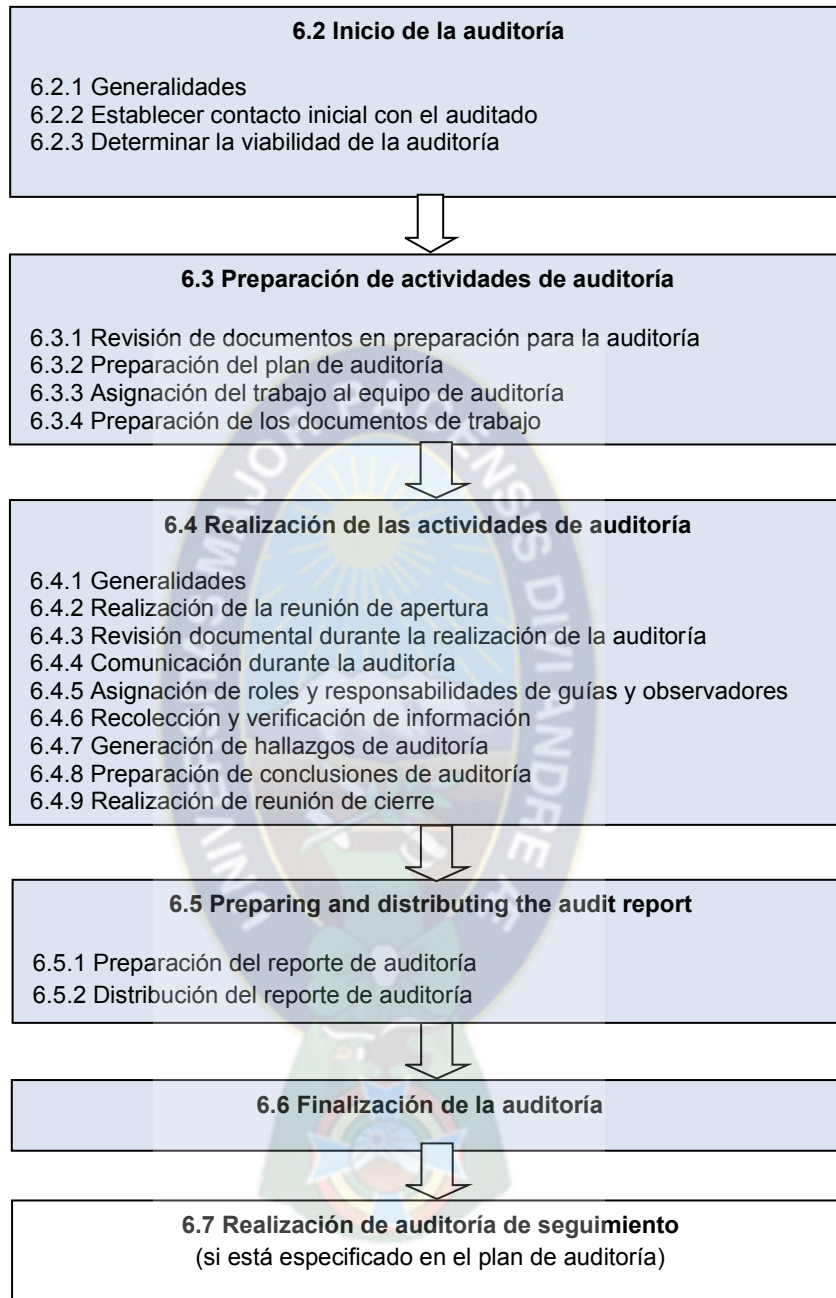 6.2 Inicio de la auditoría
6.2.1 Generalidades
6.2.2 Establecer contacto inicial con el auditado
6.2.3 Determinar la viabilidad de la auditoría
6.3 Preparación de actividades de auditoría
6.3.1 Revisión de documentos en preparación para la auditoría
6.3.2 Preparación del plan de auditoría
6.3.3 Asignación del trabajo al equipo de auditoría
6.3.4 Preparación de los documentos de trabajo
6.4 Realización de las actividades de auditoría
6.4.1 Generalidades
6.4.2 Realización de la reunión de apertura
6.4.3 Revisión documental durante la realización de la auditoría
6.4.4 Comunicación durante la auditoría
6.4.5 Asignación de roles y responsabilidades de guías y observadores
6.4.6 Recolección y verificación de información
6.4.7 Generación de hallazgos de auditoría
6.4.8 Preparación de conclusiones de auditoría
6.4.9 Realización de reunión de cierre
6.5 Preparing and distributing the audit report
6.5.1 Preparación del reporte de auditoría
6.5.2 Distribución del reporte de auditoría
6.6 Finalización de la auditoría
6.7 Realización de auditoría de seguimiento
(si está especificado en el plan de auditoría)
UNIVERSITAS MAJOR PACENSIS DIVI ANDRE Æ